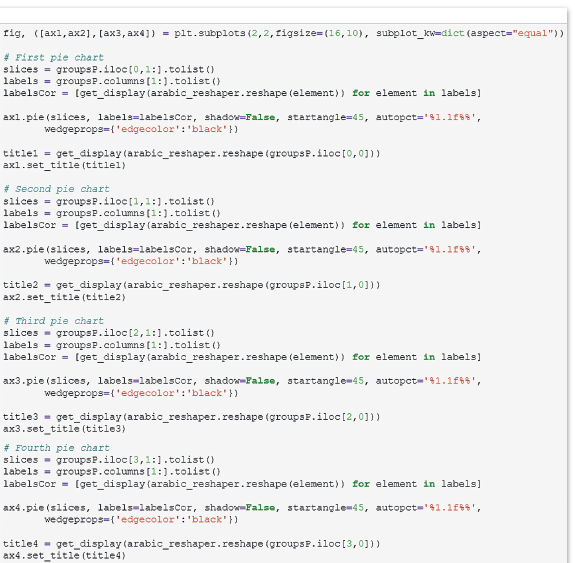 fig, ([ax1,ax2],[ax3,ax4]) = plt.subplots(2,2,figsize=(16,10), subplot_kw=dict(aspect="equal"))
# First pie chart
slices = groupsP.iloc[0,1:].tolist()
labels = groupsP.columns[1:].tolist()
labelsCor = [get_display(arabic_reshaper.reshape(element)) for element in labels]
ax1.pie(slices, labels=labelsCor, shadow=False, startangle=45, autopct='%1.1f%%',
wedgeprops={'edgecolor':'black'})
title1 = get_display(arabic_reshaper.reshape(groupsP.iloc[0,0]))
ax1.set_title(title1)
# Second pie chart
slices = groupsP.iloc[1,1:].tolist()
labels = groupsP.columns[1:].tolist()
labelsCor = [get_display(arabic_reshaper.reshape(element)) for element in labels]
ax2.pie(slices, labels=labelsCor, shadow=False, startangle=45, autopct='%1.1f%%',
wedgeprops={'edgecolor':'black'})
title2 = get_display(arabic_reshaper.reshape(groupsP.iloc[1,0]))
ax2.set_title(title2)
# Third pie chart
slices = groupsP.iloc[2,1:].tolist()
labels = groupsP.columns[1:].tolist()
labelsCor = [get_display(arabic_reshaper.reshape(element)) for element in labels]
ax3.pie(slices, labels=labelsCor, shadow=False, startangle=45, autopct='%1.1f%%',
wedgeprops={'edgecolor':'black'})
title3 = get_display(arabic_reshaper.reshape(groupsP.iloc[2,0]))
ax3.set_title(title3)
# Fourth pie chart
slices = groupsP.iloc[3,1:].tolist()
labels = groupsP.columns[1:].tolist()
labelsCor = [get_display(arabic_reshaper.reshape(element)) for element in labels]
ax4.pie(slices, labels=labelsCor, shadow=False, startangle=45, autopct='%1.1f%%',
wedgeprops={'edgecolor':'black'})
title4 = get_display(arabic_reshaper.reshape(groupsP.iloc[3,0]))
ax4.set_title(title4)